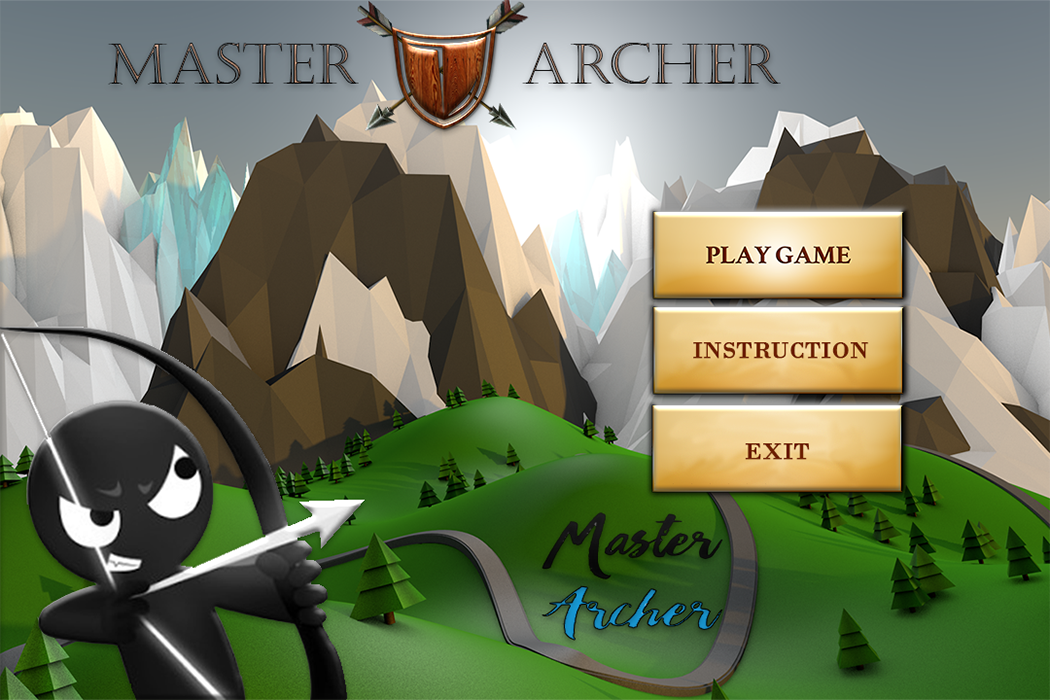 MASTER ARCHER
PLAY GAME
INSTRUCTION
EXIT
Master
Archer